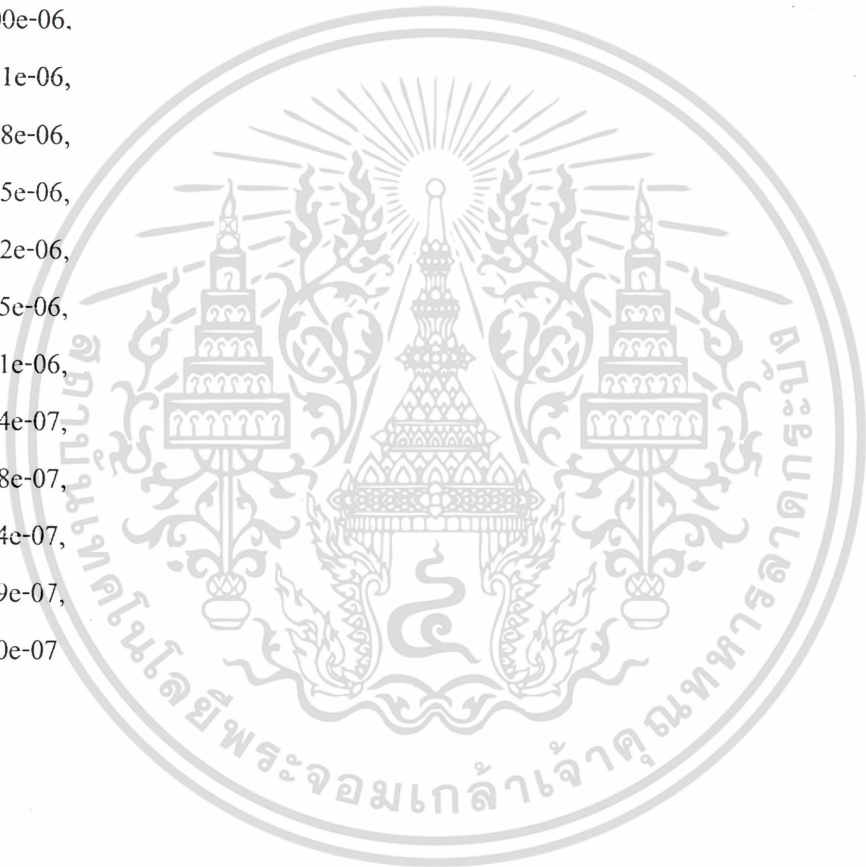 00e-06,
1e-06,
8e-06,
5e-06,
2e-06,
5e-06,
1e-06,
4e-07,
8e-07,
4e-07,
9e-07,
0e-07
สถาบันเทคโนโลยีพระจอมเกล้าเจ้าคุณทหารลาดกระบัง
๔